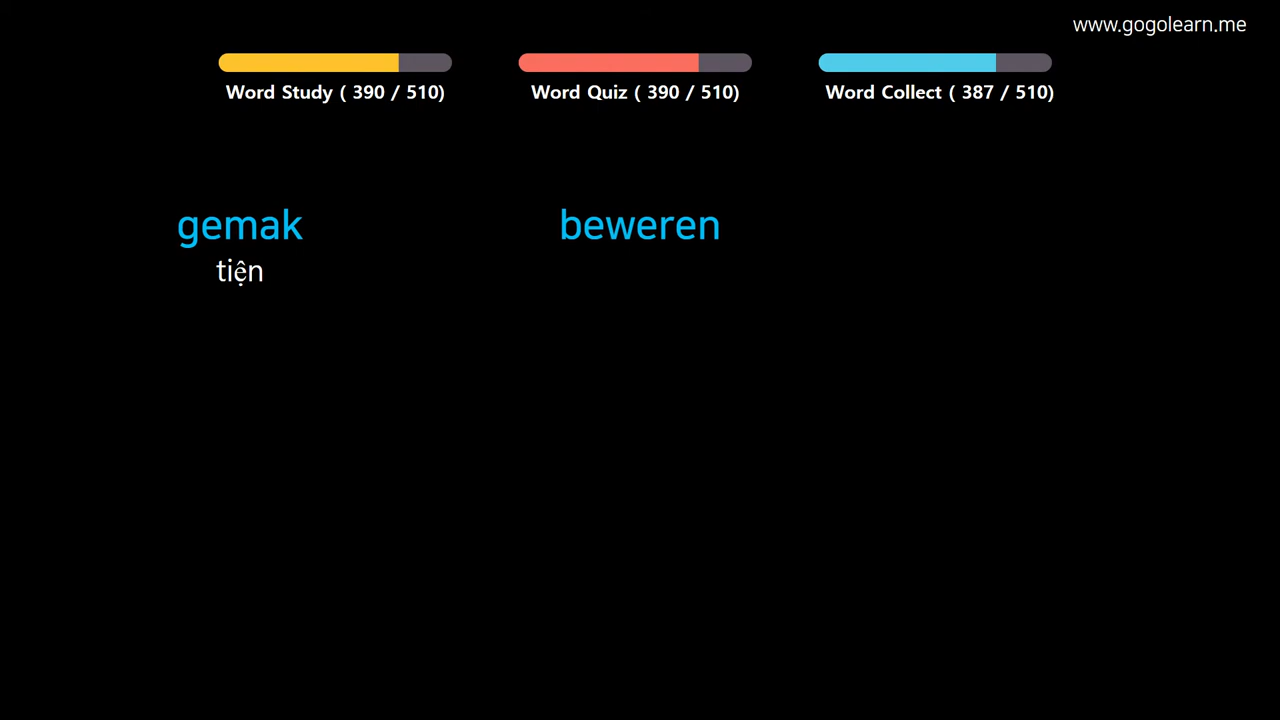 www.gogolearn.me
Word Study ( 390 / 510)
Word Quiz ( 390 / 510)
Word Collect ( 387 / 510)
gemak
beweren
tiện